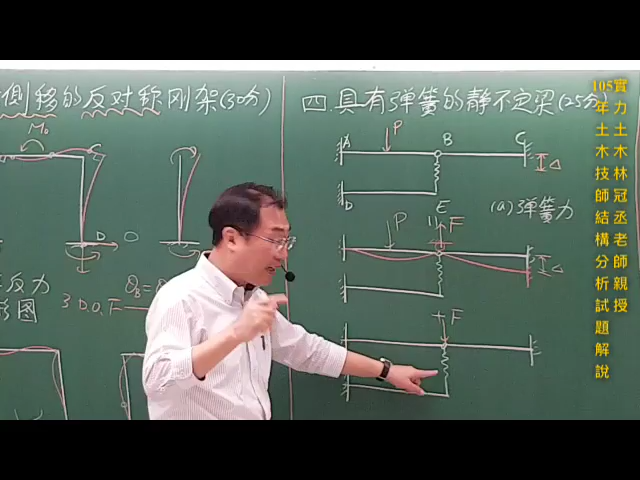 側移的反对称刚架(30分)
M₀
C
D
O
反力
形图
θB=θ
3 D.O.F
四.具有弹簧的静不定梁(25分)
A
P
B
C
Δ
D
E
(a)弹簧力
P
F
Δ
F
實力土木林冠丞老師親授
105年土木技師結構分析試題解說